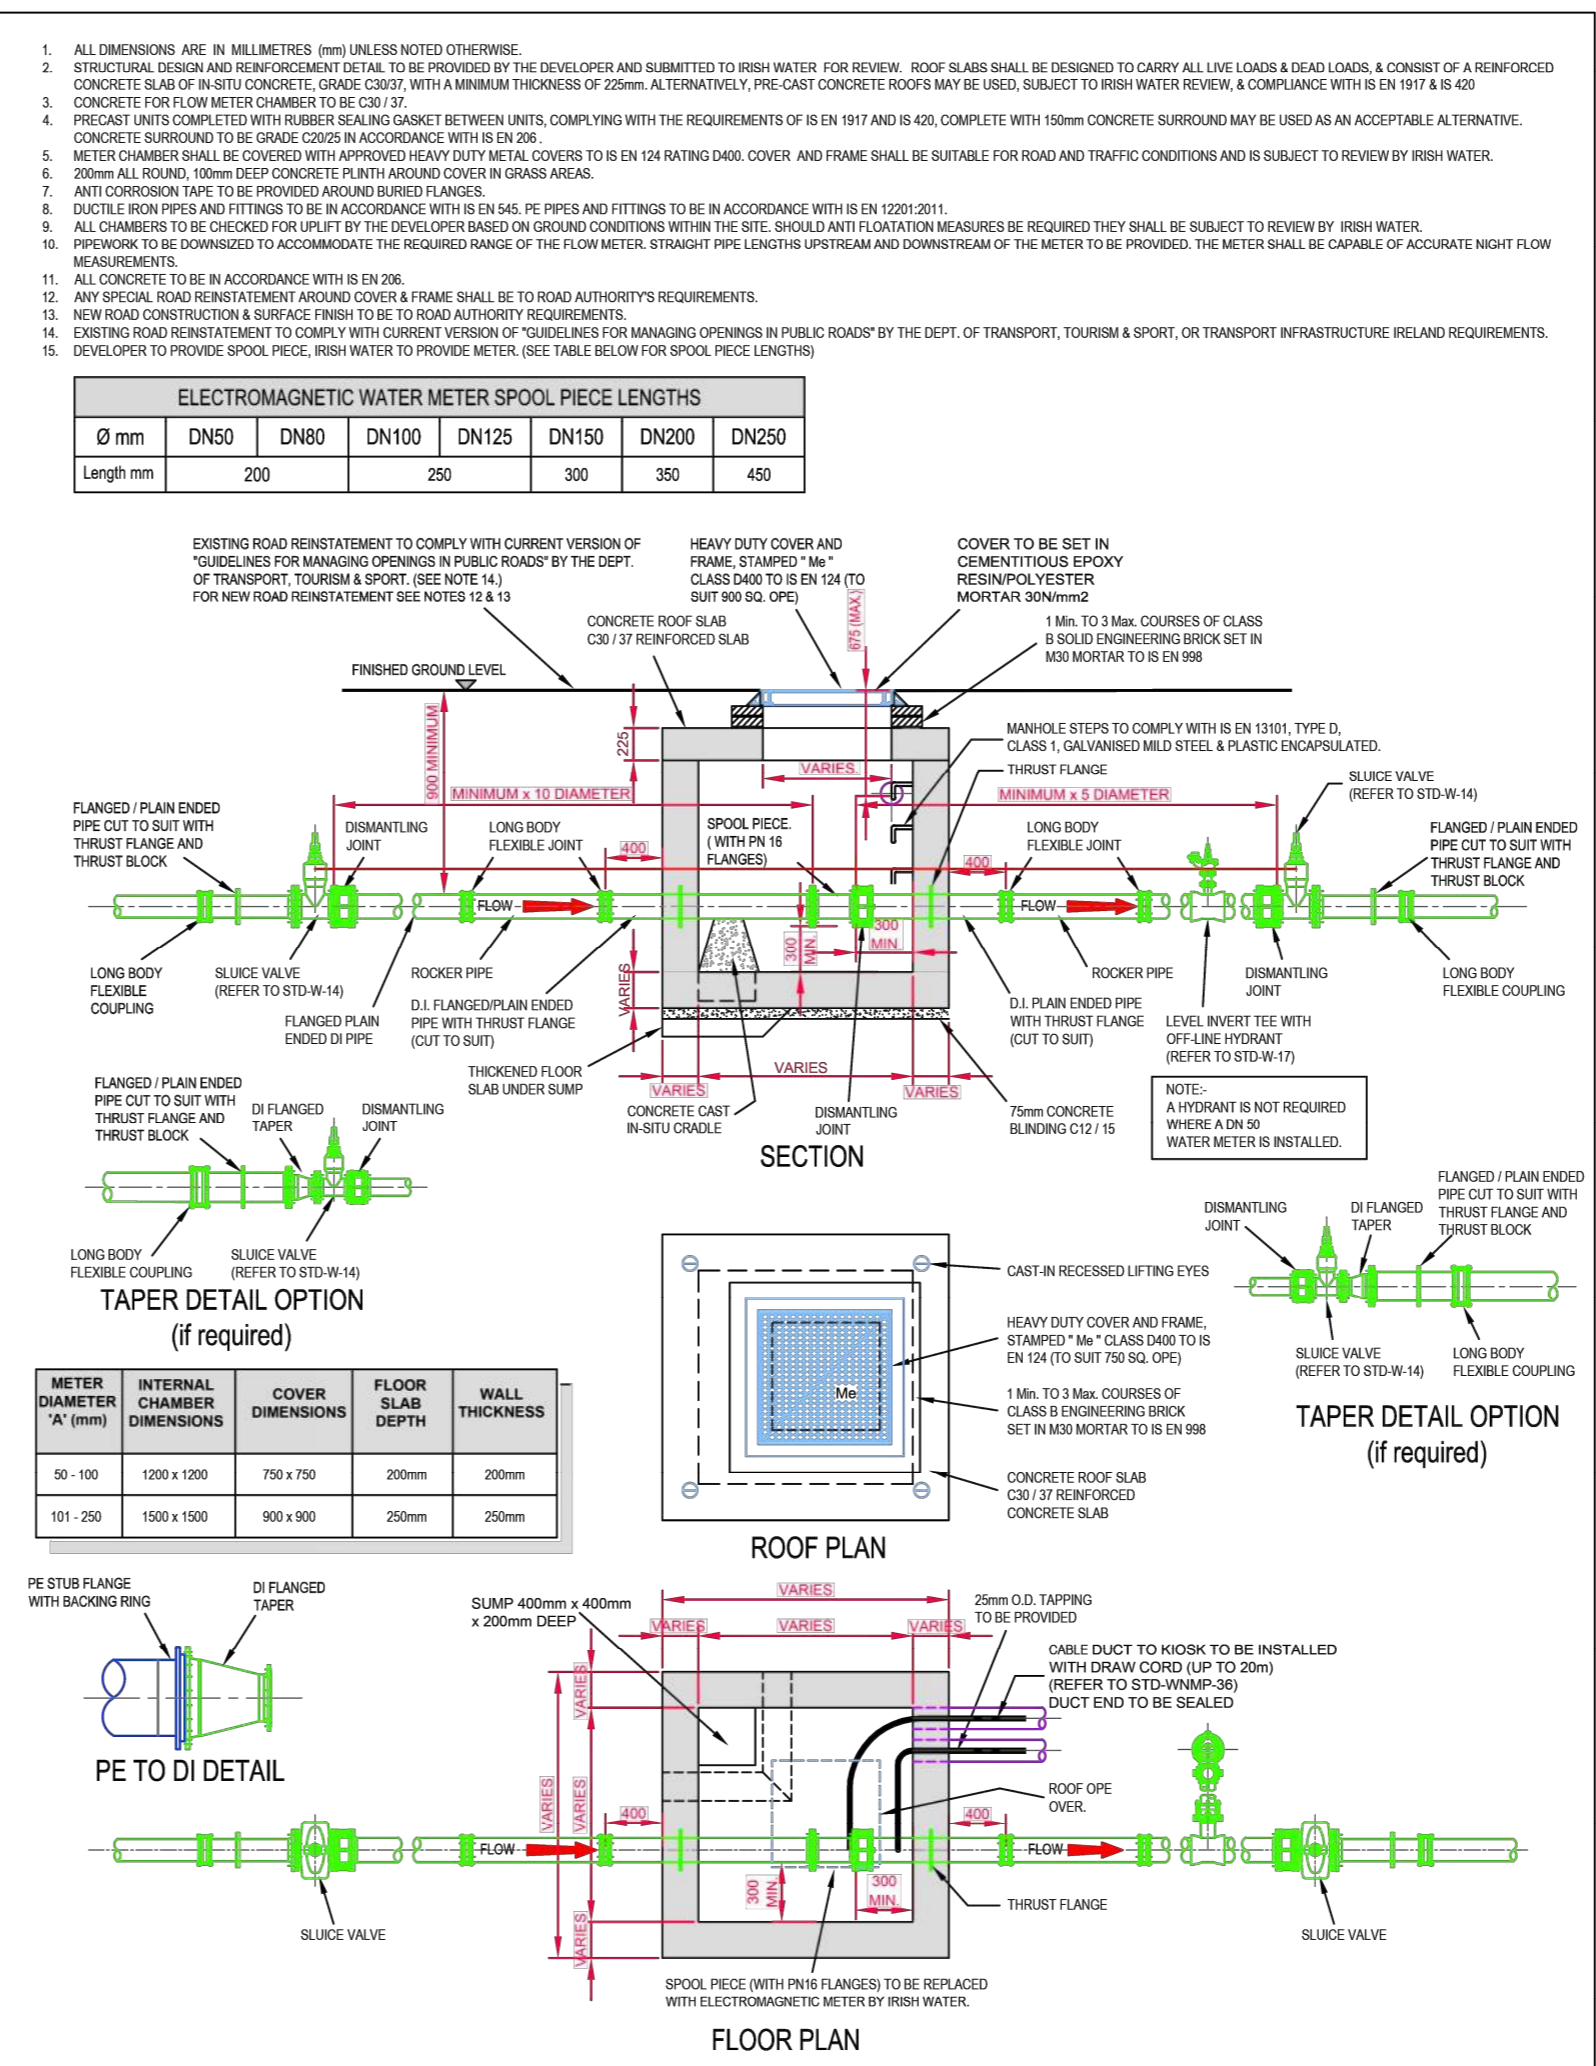 1. ALL DIMENSIONS ARE IN MILLIMETRES (mm) UNLESS NOTED OTHERWISE.
2. STRUCTURAL DESIGN AND REINFORCEMENT DETAIL TO BE PROVIDED BY THE DEVELOPER AND SUBMITTED TO IRISH WATER FOR REVIEW. ROOF SLABS SHALL BE DESIGNED TO CARRY ALL LIVE LOADS & DEAD LOADS, & CONSIST OF A REINFORCED
CONCRETE SLAB OF IN-SITU CONCRETE, GRADE C30/37, WITH A MINIMUM THICKNESS OF 225mm. ALTERNATIVELY, PRE-CAST CONCRETE ROOFS MAY BE USED, SUBJECT TO IRISH WATER REVIEW, & COMPLIANCE WITH IS EN 1917 & IS 420
3. CONCRETE FOR FLOW METER CHAMBER TO BE C30 / 37.
4. PRECAST UNITS COMPLETED WITH RUBBER SEALING GASKET BETWEEN UNITS, COMPLYING WITH THE REQUIREMENTS OF IS EN 1917 AND IS 420, COMPLETE WITH 150mm CONCRETE SURROUND MAY BE USED AS AN ACCEPTABLE ALTERNATIVE.
CONCRETE SURROUND TO BE GRADE C20/25 IN ACCORDANCE WITH IS EN 206 .
5. METER CHAMBER SHALL BE COVERED WITH APPROVED HEAVY DUTY METAL COVERS TO IS EN 124 RATING D400. COVER AND FRAME SHALL BE SUITABLE FOR ROAD AND TRAFFIC CONDITIONS AND IS SUBJECT TO REVIEW BY IRISH WATER.
6. 200mm ALL ROUND, 100mm DEEP CONCRETE PLINTH AROUND COVER IN GRASS AREAS.
7. ANTI CORROSION TAPE TO BE PROVIDED AROUND BURIED FLANGES.
8. DUCTILE IRON PIPES AND FITTINGS TO BE IN ACCORDANCE WITH IS EN 545. PE PIPES AND FITTINGS TO BE IN ACCORDANCE WITH IS EN 12201:2011.
9. ALL CHAMBERS TO BE CHECKED FOR UPLIFT BY THE DEVELOPER BASED ON GROUND CONDITIONS WITHIN THE SITE. SHOULD ANTI FLOATATION MEASURES BE REQUIRED THEY SHALL BE SUBJECT TO REVIEW BY IRISH WATER.
10. PIPEWORK TO BE DOWNSIZED TO ACCOMMODATE THE REQUIRED RANGE OF THE FLOW METER. STRAIGHT PIPE LENGTHS UPSTREAM AND DOWNSTREAM OF THE METER TO BE PROVIDED. THE METER SHALL BE CAPABLE OF ACCURATE NIGHT FLOW
MEASUREMENTS.
11. ALL CONCRETE TO BE IN ACCORDANCE WITH IS EN 206.
12. ANY SPECIAL ROAD REINSTATEMENT AROUND COVER & FRAME SHALL BE TO ROAD AUTHORITY'S REQUIREMENTS.
13. NEW ROAD CONSTRUCTION & SURFACE FINISH TO BE TO ROAD AUTHORITY REQUIREMENTS.
14. EXISTING ROAD REINSTATEMENT TO COMPLY WITH CURRENT VERSION OF "GUIDELINES FOR MANAGING OPENINGS IN PUBLIC ROADS" BY THE DEPT. OF TRANSPORT, TOURISM & SPORT, OR TRANSPORT INFRASTRUCTURE IRELAND REQUIREMENTS.
15. DEVELOPER TO PROVIDE SPOOL PIECE, IRISH WATER TO PROVIDE METER. (SEE TABLE BELOW FOR SPOOL PIECE LENGTHS)
ELECTROMAGNETIC WATER METER SPOOL PIECE LENGTHS
Ø mm DN50 DN80 DN100 DN125 DN150 DN200 DN250
Length mm 200 250 300 350 450
EXISTING ROAD REINSTATEMENT TO COMPLY WITH CURRENT VERSION OF
"GUIDELINES FOR MANAGING OPENINGS IN PUBLIC ROADS" BY THE DEPT.
OF TRANSPORT, TOURISM & SPORT. (SEE NOTE 14.)
FOR NEW ROAD REINSTATEMENT SEE NOTES 12 & 13
HEAVY DUTY COVER AND
FRAME, STAMPED " Me "
CLASS D400 TO IS EN 124 (TO
SUIT 900 SQ. OPE)
COVER TO BE SET IN
CEMENTITIOUS EPOXY
RESIN/POLYESTER
MORTAR 30N/mm2
CONCRETE ROOF SLAB
C30 / 37 REINFORCED SLAB
675 (MAX.)
1 Min. TO 3 Max. COURSES OF CLASS
B SOLID ENGINEERING BRICK SET IN
M30 MORTAR TO IS EN 998
FINISHED GROUND LEVEL
900 MINIMUM
225
MANHOLE STEPS TO COMPLY WITH IS EN 13101, TYPE D,
CLASS 1, GALVANISED MILD STEEL & PLASTIC ENCAPSULATED.
VARIES.
THRUST FLANGE
SLUICE VALVE
(REFER TO STD-W-14)
MINIMUM x 10 DIAMETER
MINIMUM x 5 DIAMETER
FLANGED / PLAIN ENDED
PIPE CUT TO SUIT WITH
THRUST FLANGE AND
THRUST BLOCK
DISMANTLING
JOINT
LONG BODY
FLEXIBLE JOINT
400
SPOOL PIECE.
( WITH PN 16
FLANGES)
400
LONG BODY
FLEXIBLE JOINT
FLANGED / PLAIN ENDED
PIPE CUT TO SUIT WITH
THRUST FLANGE AND
THRUST BLOCK
FLOW
FLOW
300
MIN.
300
MIN.
LONG BODY
FLEXIBLE
COUPLING
SLUICE VALVE
(REFER TO STD-W-14)
FLANGED PLAIN
ENDED DI PIPE
ROCKER PIPE
D.I. FLANGED/PLAIN ENDED
PIPE WITH THRUST FLANGE
(CUT TO SUIT)
VARIES
ROCKER PIPE
D.I. PLAIN ENDED PIPE
WITH THRUST FLANGE
(CUT TO SUIT)
LEVEL INVERT TEE WITH
OFF-LINE HYDRANT
(REFER TO STD-W-17)
DISMANTLING
JOINT
LONG BODY
FLEXIBLE COUPLING
THICKENED FLOOR
SLAB UNDER SUMP
VARIES
VARIES
VARIES
CONCRETE CAST
IN-SITU CRADLE
DISMANTLING
JOINT
75mm CONCRETE
BLINDING C12 / 15
SECTION
NOTE:-
A HYDRANT IS NOT REQUIRED
WHERE A DN 50
WATER METER IS INSTALLED.
FLANGED / PLAIN ENDED
PIPE CUT TO SUIT WITH
THRUST FLANGE AND
THRUST BLOCK
DI FLANGED
TAPER
DISMANTLING
JOINT
LONG BODY
FLEXIBLE COUPLING
SLUICE VALVE
(REFER TO STD-W-14)
TAPER DETAIL OPTION
(if required)
CAST-IN RECESSED LIFTING EYES
HEAVY DUTY COVER AND FRAME,
STAMPED " Me " CLASS D400 TO IS
EN 124 (TO SUIT 750 SQ. OPE)
Me
1 Min. TO 3 Max. COURSES OF
CLASS B ENGINEERING BRICK
SET IN M30 MORTAR TO IS EN 998
CONCRETE ROOF SLAB
C30 / 37 REINFORCED
CONCRETE SLAB
ROOF PLAN
FLANGED / PLAIN ENDED
PIPE CUT TO SUIT WITH
THRUST FLANGE AND
THRUST BLOCK
DISMANTLING
JOINT
DI FLANGED
TAPER
SLUICE VALVE
(REFER TO STD-W-14)
LONG BODY
FLEXIBLE COUPLING
TAPER DETAIL OPTION
(if required)
METER DIAMETER 'A' (mm) INTERNAL CHAMBER DIMENSIONS COVER DIMENSIONS FLOOR SLAB DEPTH WALL THICKNESS
50 - 100 1200 x 1200 750 x 750 200mm 200mm
101 - 250 1500 x 1500 900 x 900 250mm 250mm
PE STUB FLANGE
WITH BACKING RING
DI FLANGED
TAPER
PE TO DI DETAIL
SUMP 400mm x 400mm
x 200mm DEEP
VARIES
VARIES
VARIES
VARIES
25mm O.D. TAPPING
TO BE PROVIDED
CABLE DUCT TO KIOSK TO BE INSTALLED
WITH DRAW CORD (UP TO 20m)
(REFER TO STD-WNMP-36)
DUCT END TO BE SEALED
VARIES
VARIES
VARIES
VARIES
ROOF OPE
OVER.
400
400
FLOW
FLOW
300
MIN.
300
MIN.
THRUST FLANGE
SLUICE VALVE
SLUICE VALVE
SPOOL PIECE (WITH PN16 FLANGES) TO BE REPLACED
WITH ELECTROMAGNETIC METER BY IRISH WATER.
FLOOR PLAN